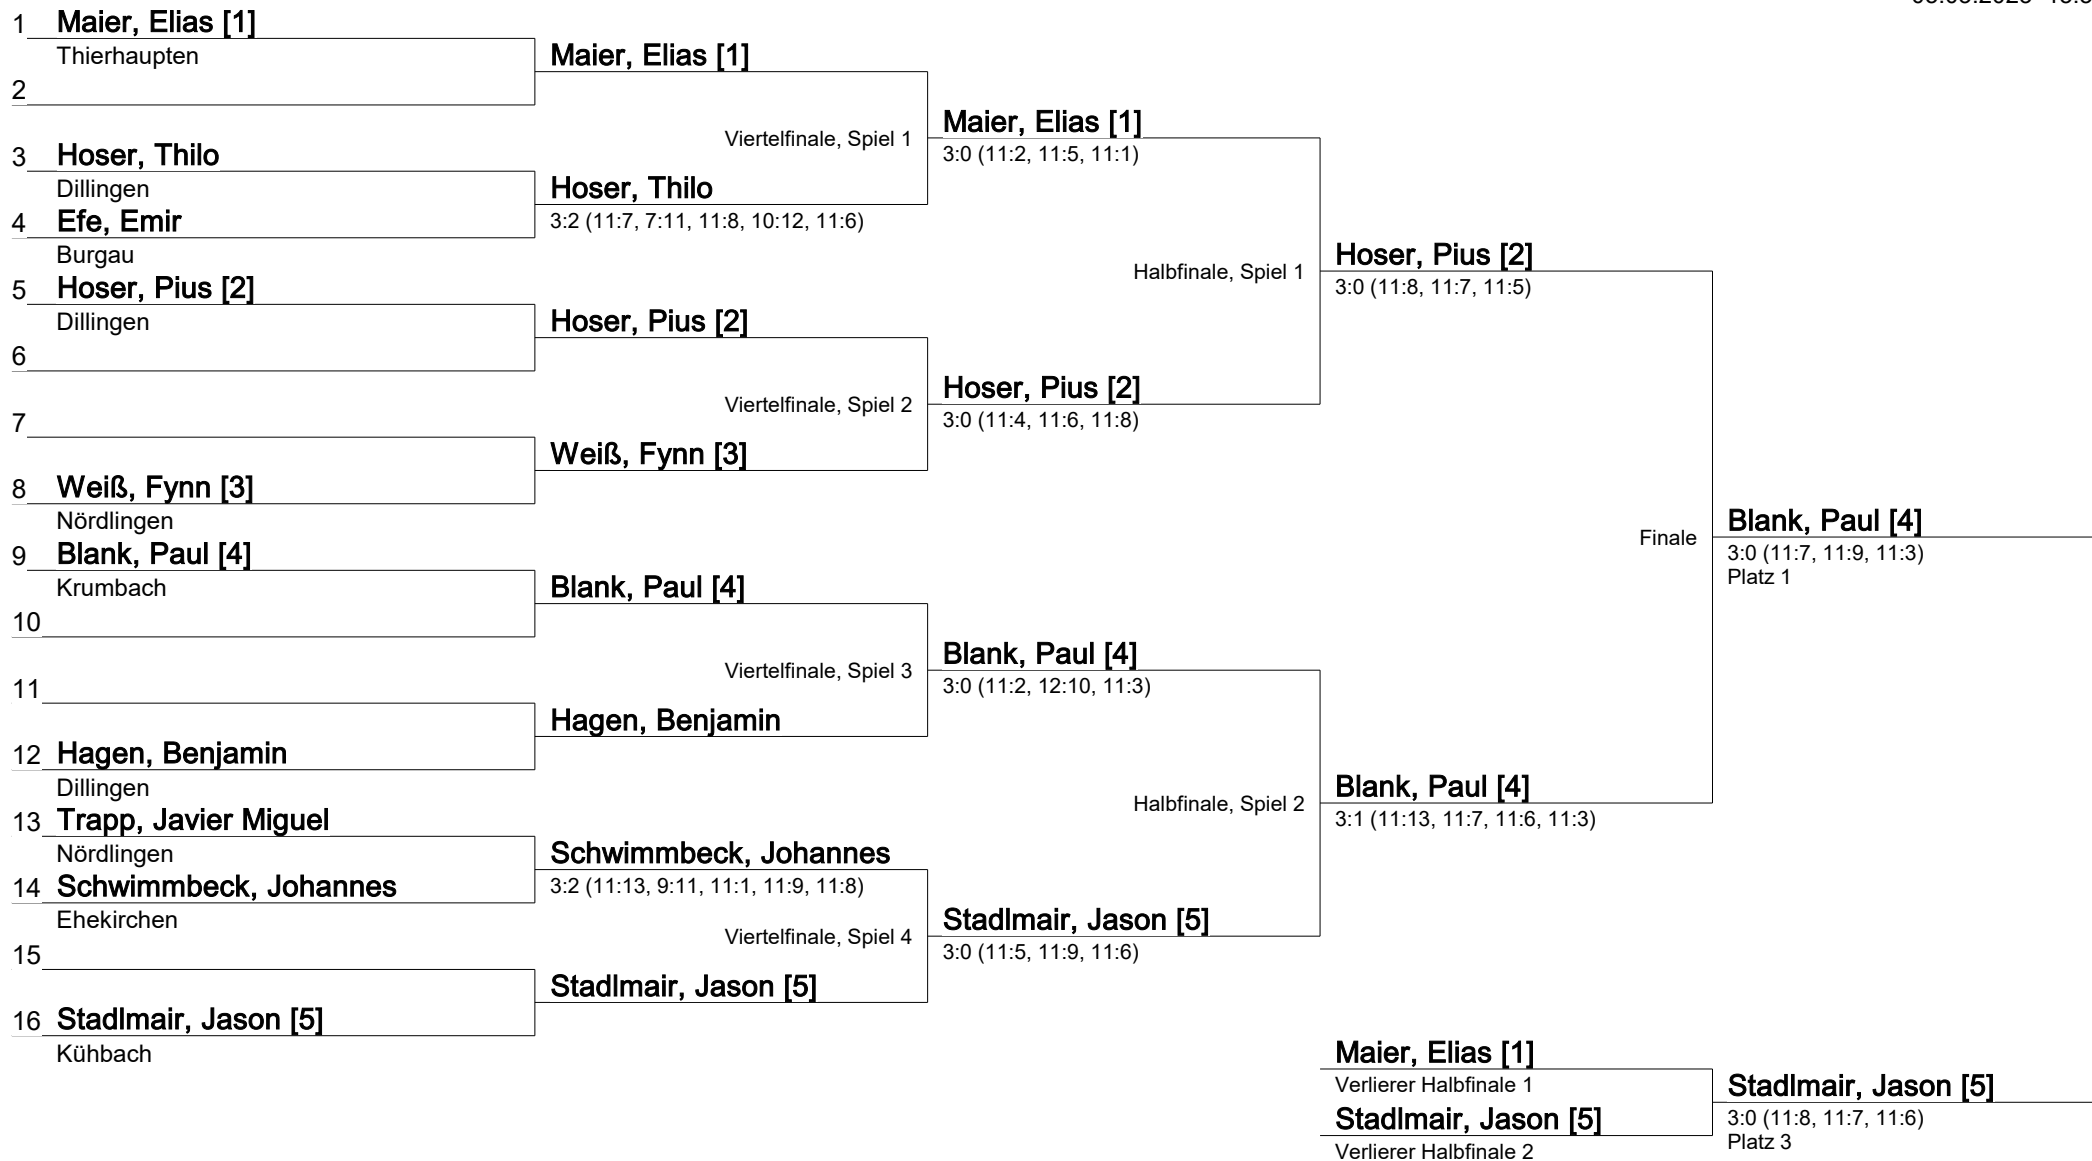 1 Maier, Elias [1]
Thierhaupten
Maier, Elias [1]
2
Viertelfinale, Spiel 1
Maier, Elias [1]
3:0 (11:2, 11:5, 11:1)
3 Hoser, Thilo
Dillingen
Hoser, Thilo
3:2 (11:7, 7:11, 11:8, 10:12, 11:6)
4 Efe, Emir
Burgau
Halbfinale, Spiel 1
Hoser, Pius [2]
3:0 (11:8, 11:7, 11:5)
5 Hoser, Pius [2]
Dillingen
Hoser, Pius [2]
6
Viertelfinale, Spiel 2
Hoser, Pius [2]
3:0 (11:4, 11:6, 11:8)
7
Weiß, Fynn [3]
8 Weiß, Fynn [3]
Nördlingen
Finale
Blank, Paul [4]
3:0 (11:7, 11:9, 11:3)
Platz 1
9 Blank, Paul [4]
Krumbach
Blank, Paul [4]
10
Viertelfinale, Spiel 3
Blank, Paul [4]
3:0 (11:2, 12:10, 11:3)
11
Hagen, Benjamin
12 Hagen, Benjamin
Dillingen
Halbfinale, Spiel 2
Blank, Paul [4]
3:1 (11:13, 11:7, 11:6, 11:3)
13 Trapp, Javier Miguel
Nördlingen
Schwimmbeck, Johannes
3:2 (11:13, 9:11, 11:1, 11:9, 11:8)
14 Schwimmbeck, Johannes
Ehekirchen
Viertelfinale, Spiel 4
Stadlmair, Jason [5]
3:0 (11:5, 11:9, 11:6)
15
Stadlmair, Jason [5]
16 Stadlmair, Jason [5]
Kühbach
Maier, Elias [1]
Verlierer Halbfinale 1
Stadlmair, Jason [5]
Verlierer Halbfinale 2
Stadlmair, Jason [5]
3:0 (11:8, 11:7, 11:6)
Platz 3